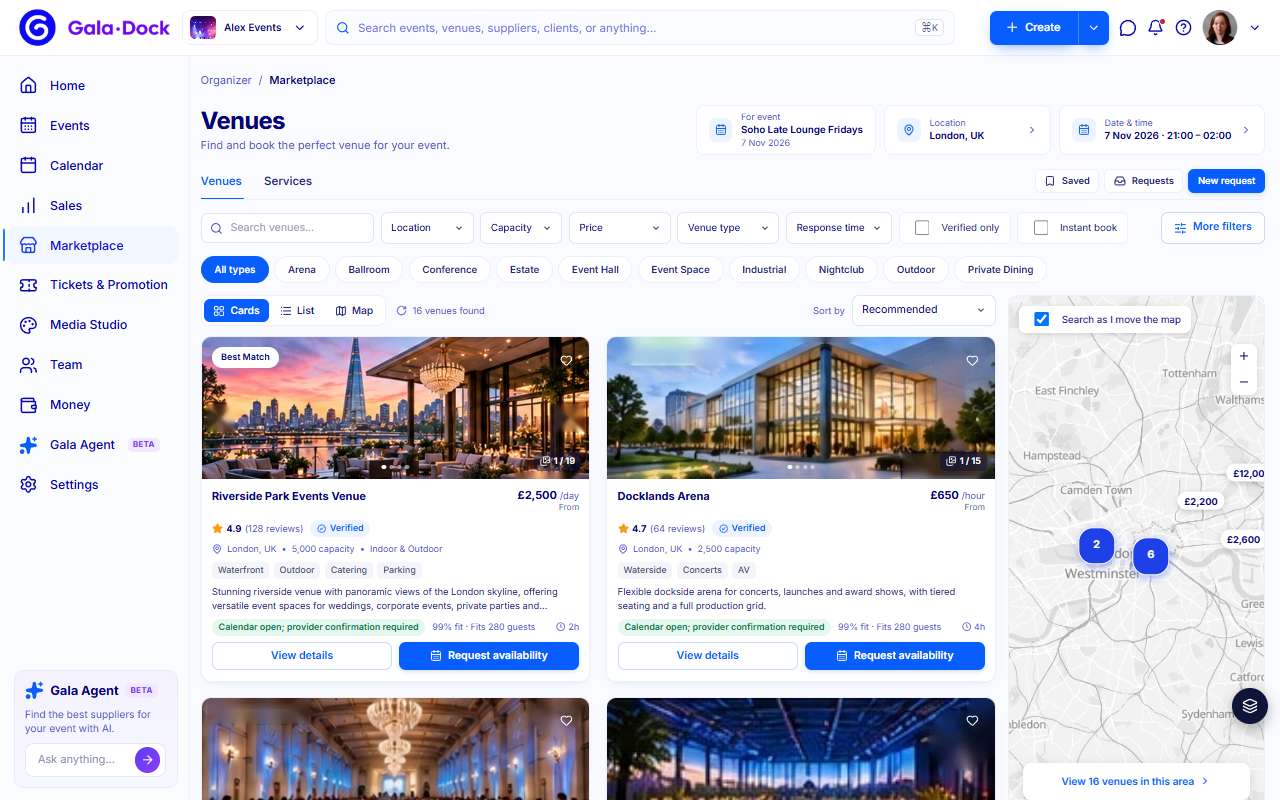 Gala·Dock
Alex Events
Search events, venues, suppliers, clients, or anything...
⌘K
+ Create
Home
Events
Calendar
Sales
Marketplace
Tickets & Promotion
Media Studio
Team
Money
Gala Agent BETA
Settings
Gala Agent BETA
Find the best suppliers for
your event with AI.
Ask anything...
Organizer / Marketplace
Venues
Find and book the perfect venue for your event.
For event
Soho Late Lounge Fridays
7 Nov 2026
Location
London, UK
Date & time
7 Nov 2026 · 21:00 – 02:00
Venues Services
Saved
Requests
New request
Search venues...
Location
Capacity
Price
Venue type
Response time
Verified only
Instant book
More filters
All types
Arena
Ballroom
Conference
Estate
Event Hall
Event Space
Industrial
Nightclub
Outdoor
Private Dining
Cards
List
Map
16 venues found
Sort by
Recommended
Best Match
1 / 19
Riverside Park Events Venue
£2,500 /day
From
4.9 (128 reviews) Verified
London, UK • 5,000 capacity • Indoor & Outdoor
Waterfront Outdoor Catering Parking
Stunning riverside venue with panoramic views of the London skyline, offering
versatile event spaces for weddings, corporate events, private parties and...
Calendar open; provider confirmation required 99% fit · Fits 280 guests 2h
View details
Request availability
1 / 15
Docklands Arena
£650 /hour
From
4.7 (64 reviews) Verified
London, UK • 2,500 capacity
Waterside Concerts AV
Flexible dockside arena for concerts, launches and award shows, with tiered
seating and a full production grid.
Calendar open; provider confirmation required 99% fit · Fits 280 guests 4h
View details
Request availability
Search as I move the map
+
−
Tottenham
East Finchley
Walthams
Hampstead
£12,00
Camden Town
£2,200
£2,600
2
6
Westminster
Gree
Lewis
Catforc
Sydenham
bledon
View 16 venues in this area